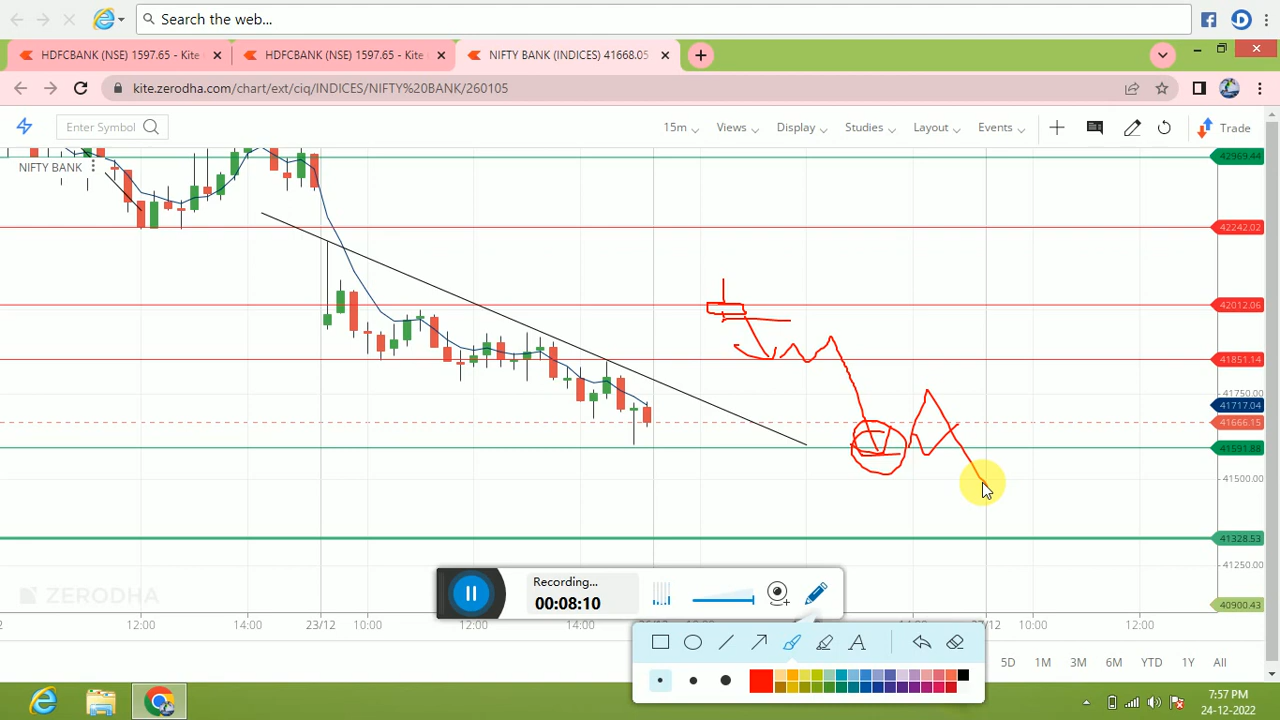 Search the web...
HDFCBANK (NSE) 1597.65 - Kite
HDFCBANK (NSE) 1597.65 - Kite
NIFTY BANK (INDICES) 41668.05
kite.zerodha.com/chart/ext/ciq/INDICES/NIFTY%20BANK/260105
Enter Symbol
15m
Views
Display
Studies
Layout
Events
Trade
NIFTY BANK
42969.44
42242.02
42012.06
41851.14
41750.00
41717.04
41666.15
41591.88
41500.00
41328.53
41250.00
40900.43
ZERODHA
Recording...
00:08:10
12:00
14:00
23/12
10:00
12:00
14:00
14:00
27/12
10:00
12:00
5D
1M
3M
6M
YTD
1Y
All
A
7:57 PM
24-12-2022